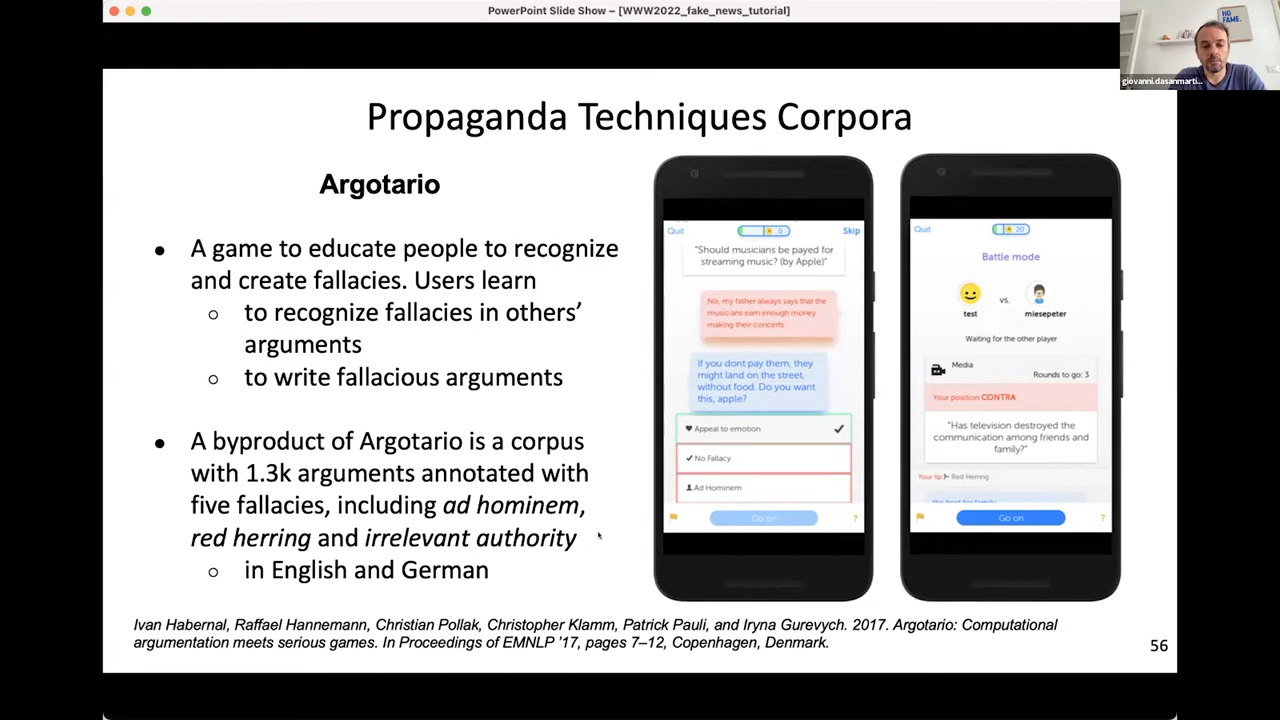 PowerPoint Slide Show – [WWW2022_fake_news_tutorial]
NO
FAME.
giovanni.dasanmarti...
Propaganda Techniques Corpora
Argotario
• A game to educate people to recognize
and create fallacies. Users learn
○ to recognize fallacies in others’
arguments
○ to write fallacious arguments
• A byproduct of Argotario is a corpus
with 1.3k arguments annotated with
five fallacies, including ad hominem,
red herring and irrelevant authority
○ in English and German
Quit
0
Skip
"Should musicians be payed for
streaming music? (by Apple)"
No, my father always says that the
musicians earn enough money
making their concerts
If you dont pay them, they
might land on the street,
without food. Do you want
this, apple?
Appeal to emotion
No Fallacy
Ad Hominem
Go on
?
Quit
20
Battle mode
test
vs.
miesepeter
Waiting for the other player
Media
Rounds to go: 3
Your position CONTRA
"Has television destroyed the
communication among friends and
family?"
Your tip Red Herring
Go on
?
Ivan Habernal, Raffael Hannemann, Christian Pollak, Christopher Klamm, Patrick Pauli, and Iryna Gurevych. 2017. Argotario: Computational
argumentation meets serious games. In Proceedings of EMNLP '17, pages 7–12, Copenhagen, Denmark.
56